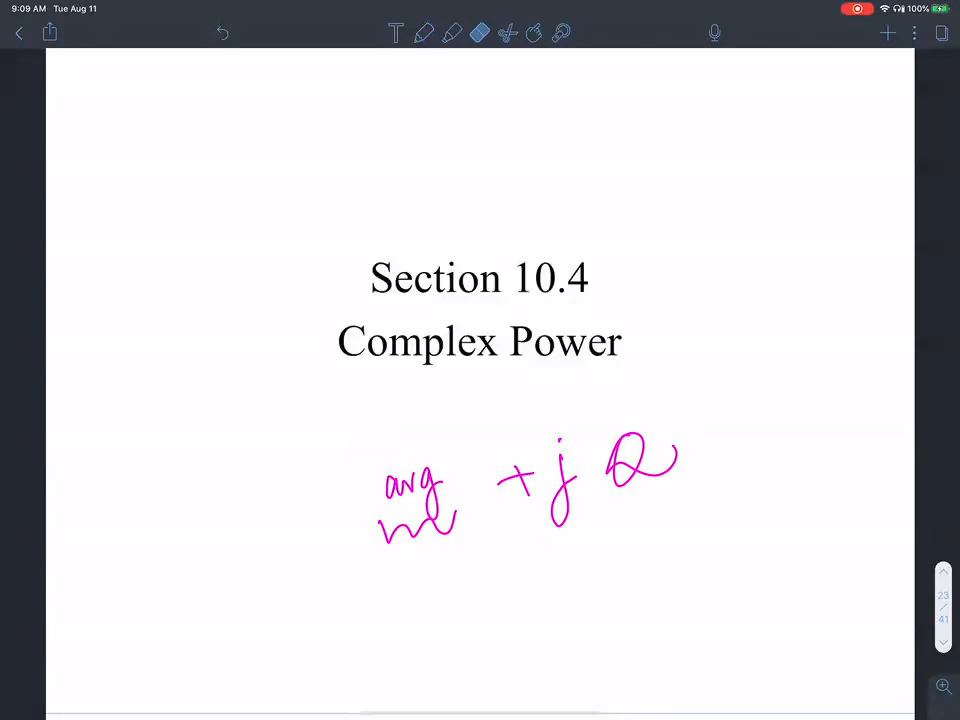 9:09 AM Tue Aug 11
100%
Section 10.4
Complex Power
avg + j Q
23
/
41